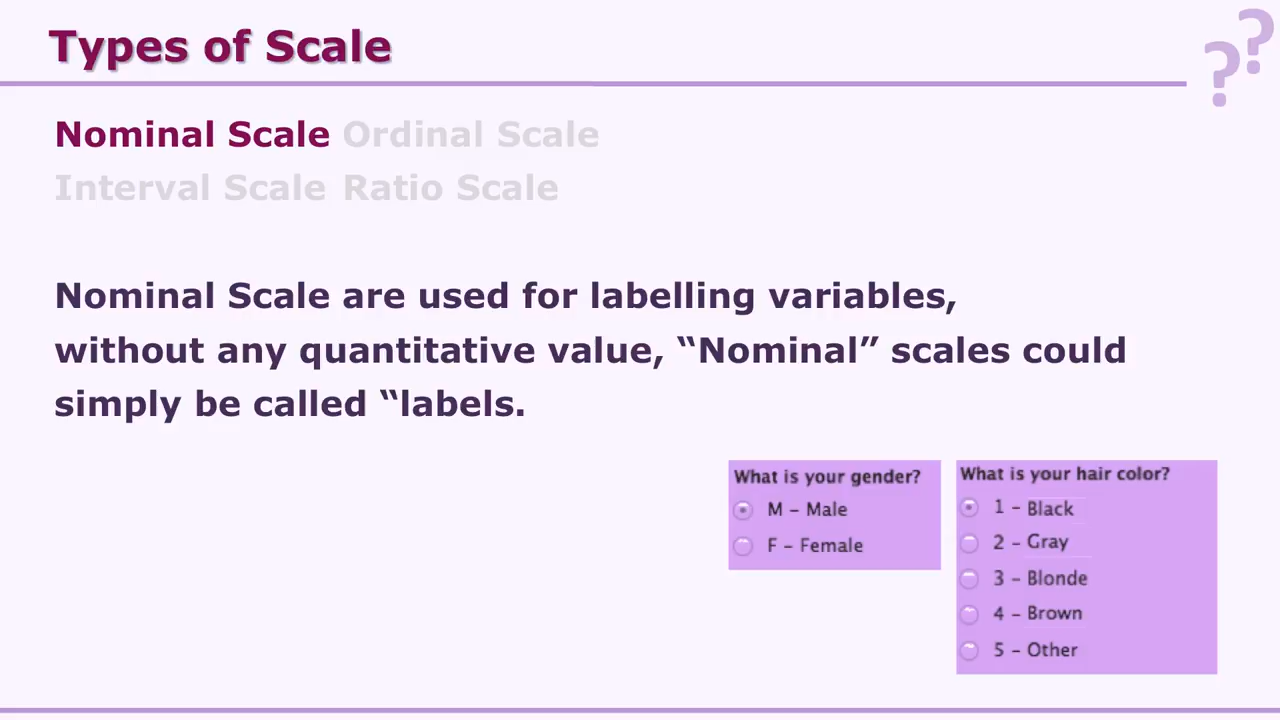 Types of Scale
??
Nominal Scale Ordinal Scale
Interval Scale Ratio Scale
Nominal Scale are used for labelling variables,
without any quantitative value, “Nominal” scales could
simply be called “labels.
What is your gender?
M – Male
F – Female
What is your hair color?
1 – Black
2 – Gray
3 – Blonde
4 – Brown
5 – Other